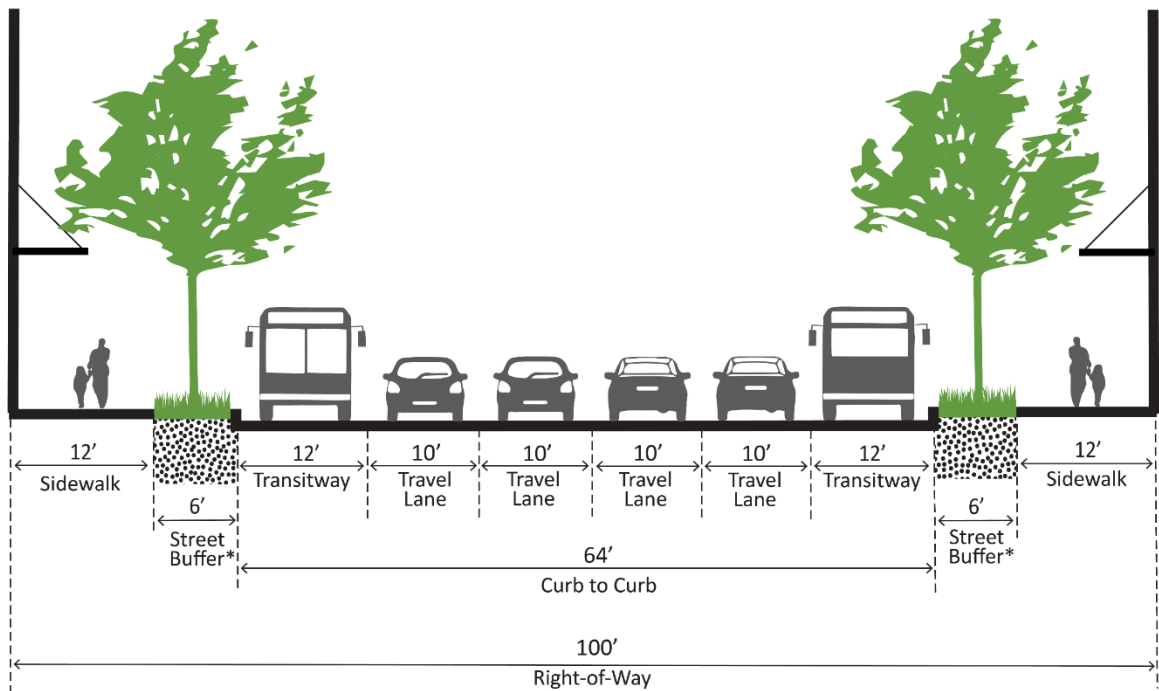 12’ 12’ 10’ 10’ 10’ 10’ 12’ 12’
Sidewalk Transitway Travel Travel Travel Travel Transitway Sidewalk
Lane Lane Lane Lane
6’ 6’
Street Street
Buffer* Buffer*
64’
Curb to Curb
100’
Right-of-Way